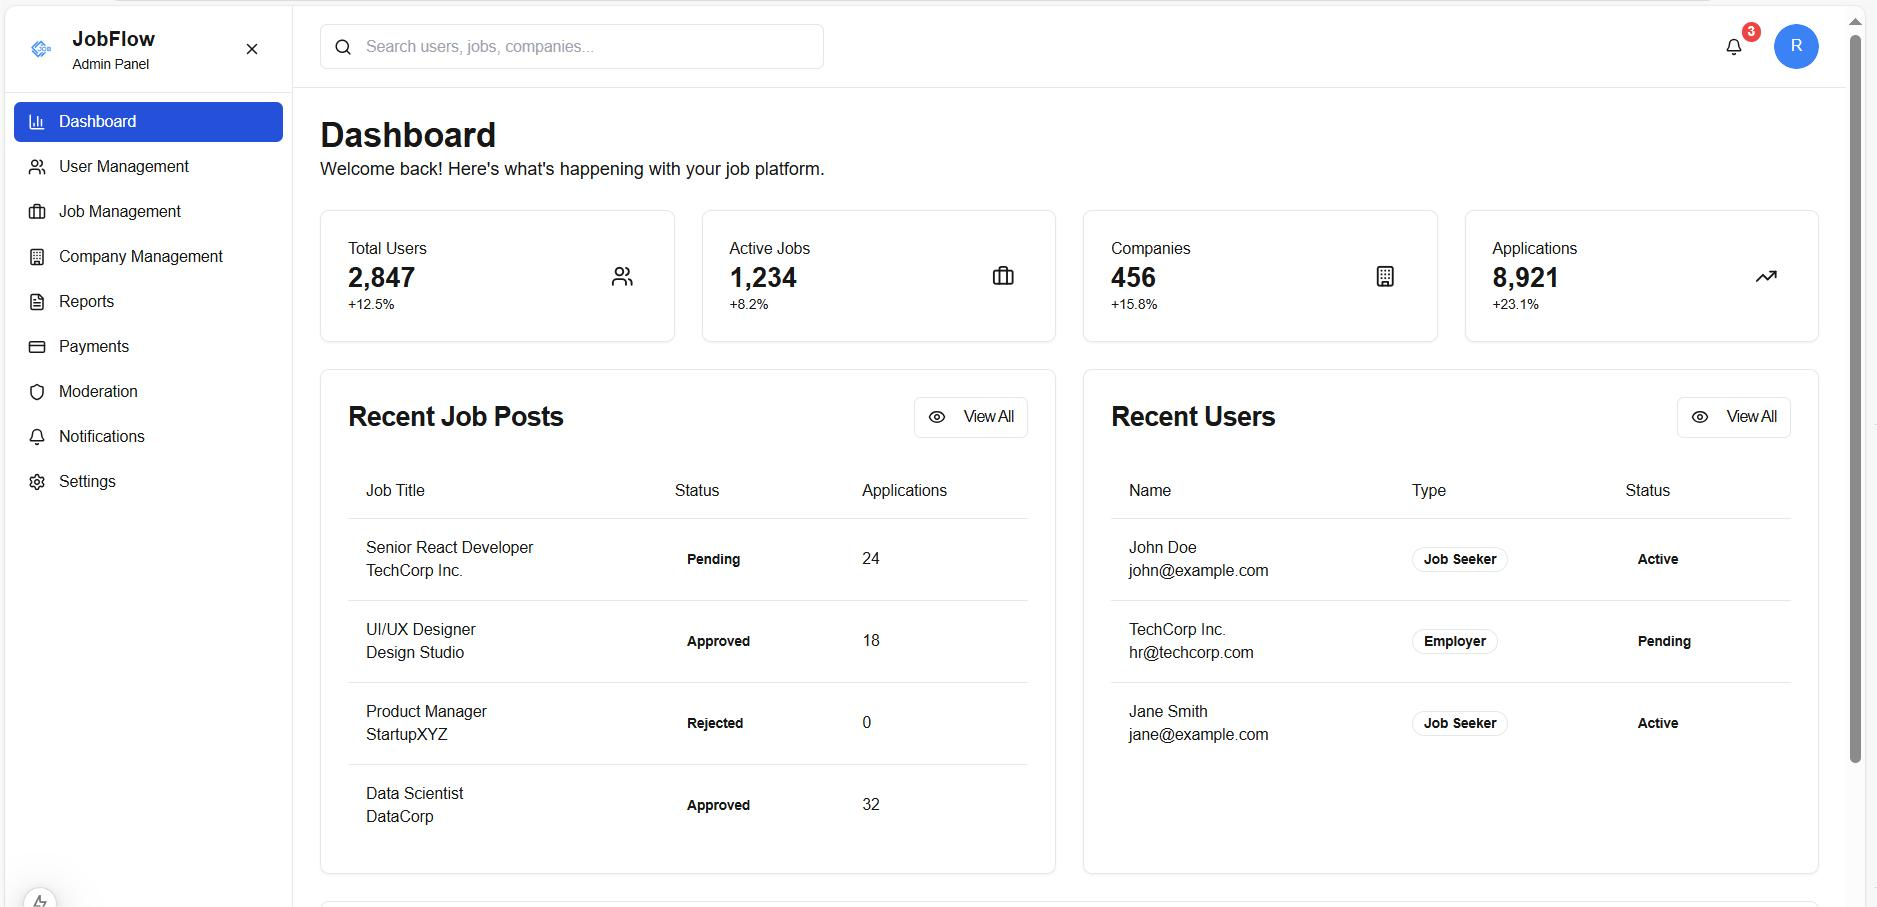 JobFlow
Admin Panel
Dashboard
User Management
Job Management
Company Management
Reports
Payments
Moderation
Notifications
Settings
Search users, jobs, companies...
3
R
Dashboard
Welcome back! Here's what's happening with your job platform.
Total Users
2,847
+12.5%
Active Jobs
1,234
+8.2%
Companies
456
+15.8%
Applications
8,921
+23.1%
Recent Job Posts
View All
Job Title Status Applications
Senior React Developer
TechCorp Inc.
Pending 24
UI/UX Designer
Design Studio
Approved 18
Product Manager
StartupXYZ
Rejected 0
Data Scientist
DataCorp
Approved 32
Recent Users
View All
Name Type Status
John Doe
john@example.com
Job Seeker Active
TechCorp Inc.
hr@techcorp.com
Employer Pending
Jane Smith
jane@example.com
Job Seeker Active